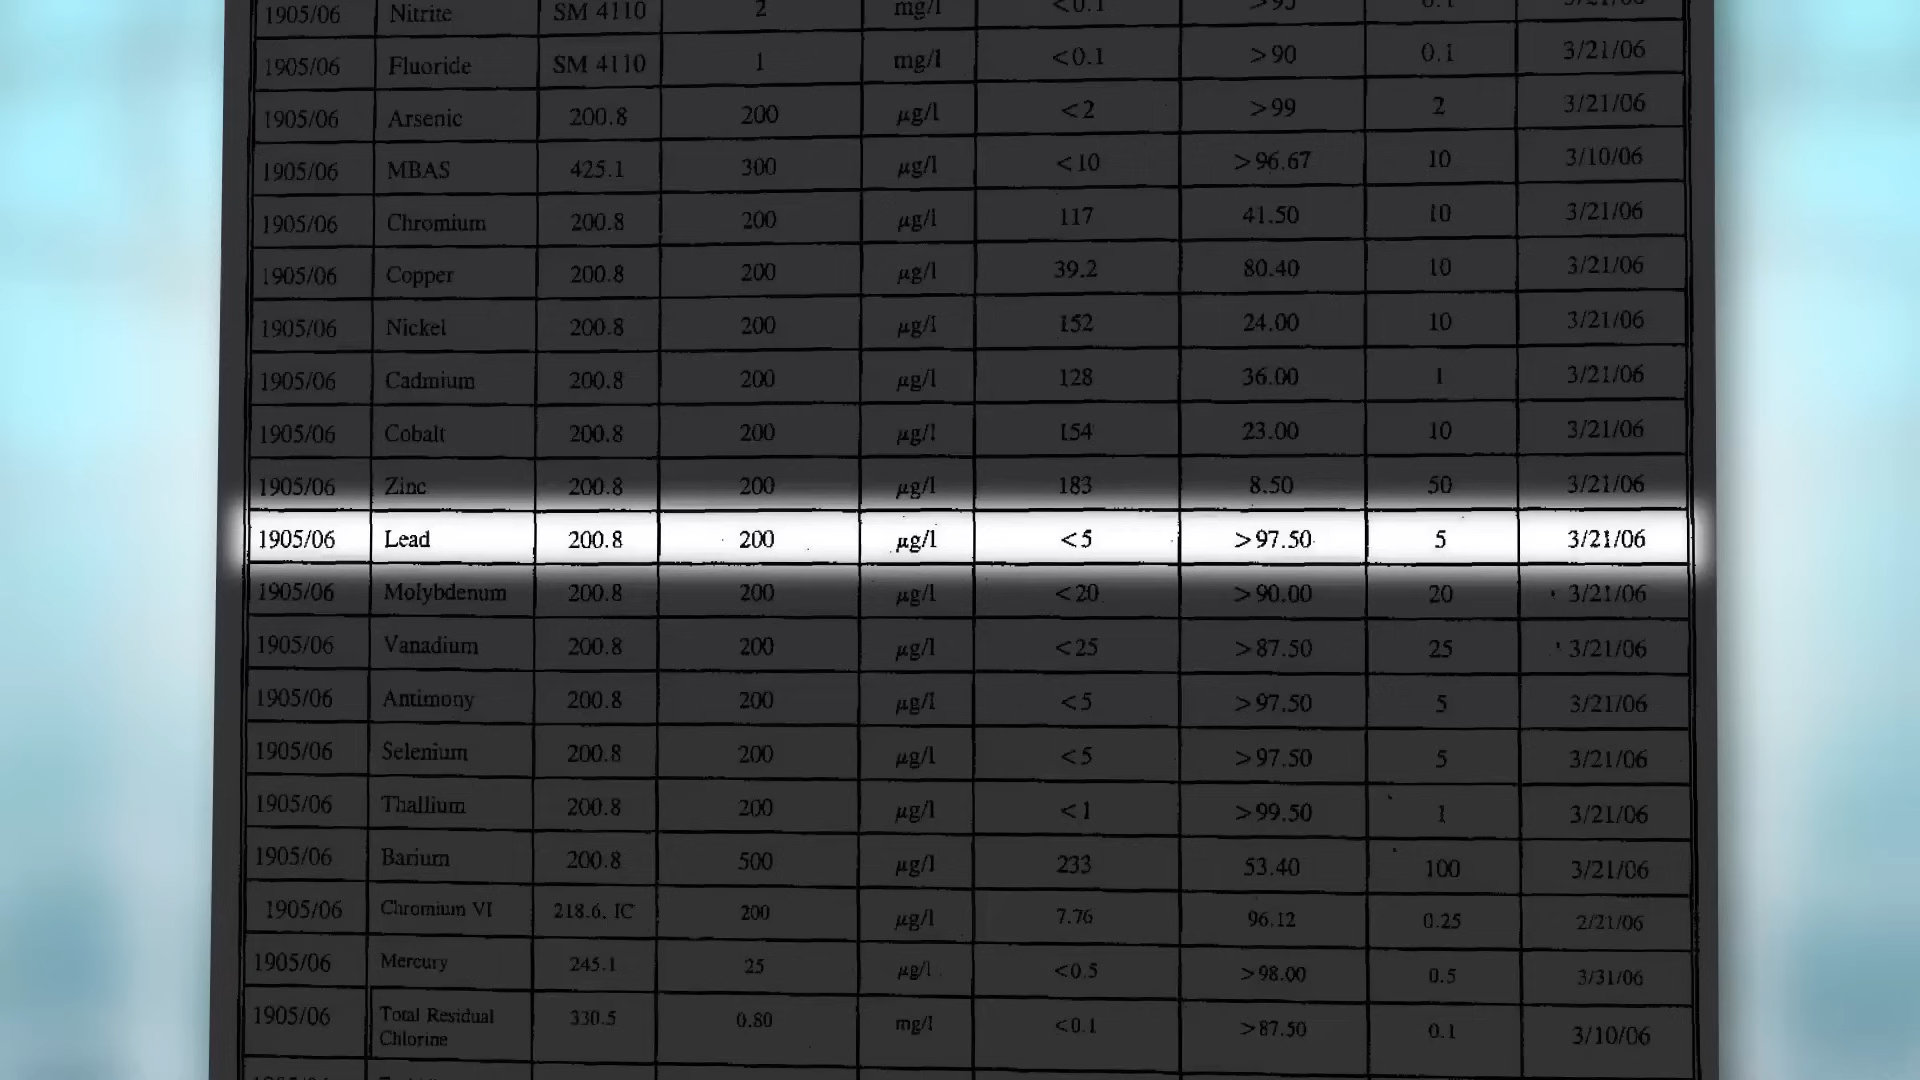 1905/06 Nitrite SM 4110 2 mg/l <0.1 >95 0.1 3/21/06
1905/06 Fluoride SM 4110 1 mg/l <0.1 >90 0.1 3/21/06
1905/06 Arsenic 200.8 200 µg/l <2 >99 2 3/21/06
1905/06 MBAS 425.1 300 µg/l <10 >96.67 10 3/10/06
1905/06 Chromium 200.8 200 µg/l 117 41.50 10 3/21/06
1905/06 Copper 200.8 200 µg/l 39.2 80.40 10 3/21/06
1905/06 Nickel 200.8 200 µg/l 152 24.00 10 3/21/06
1905/06 Cadmium 200.8 200 µg/l 128 36.00 1 3/21/06
1905/06 Cobalt 200.8 200 µg/l 154 23.00 10 3/21/06
1905/06 Zinc 200.8 200 µg/l 183 8.50 50 3/21/06
1905/06 Lead 200.8 200 µg/l <5 >97.50 5 3/21/06
1905/06 Molybdenum 200.8 200 µg/l <20 >90.00 20 3/21/06
1905/06 Vanadium 200.8 200 µg/l <25 >87.50 25 3/21/06
1905/06 Antimony 200.8 200 µg/l <5 >97.50 5 3/21/06
1905/06 Selenium 200.8 200 µg/l <5 >97.50 5 3/21/06
1905/06 Thallium 200.8 200 µg/l <1 >99.50 1 3/21/06
1905/06 Barium 200.8 500 µg/l 233 53.40 100 3/21/06
1905/06 Chromium VI 218.6. IC 200 µg/l 7.76 96.12 0.25 2/21/06
1905/06 Mercury 245.1 25 µg/l <0.5 >98.00 0.5 3/31/06
1905/06 Total Residual Chlorine 330.5 0.80 mg/l <0.1 >87.50 0.1 3/10/06